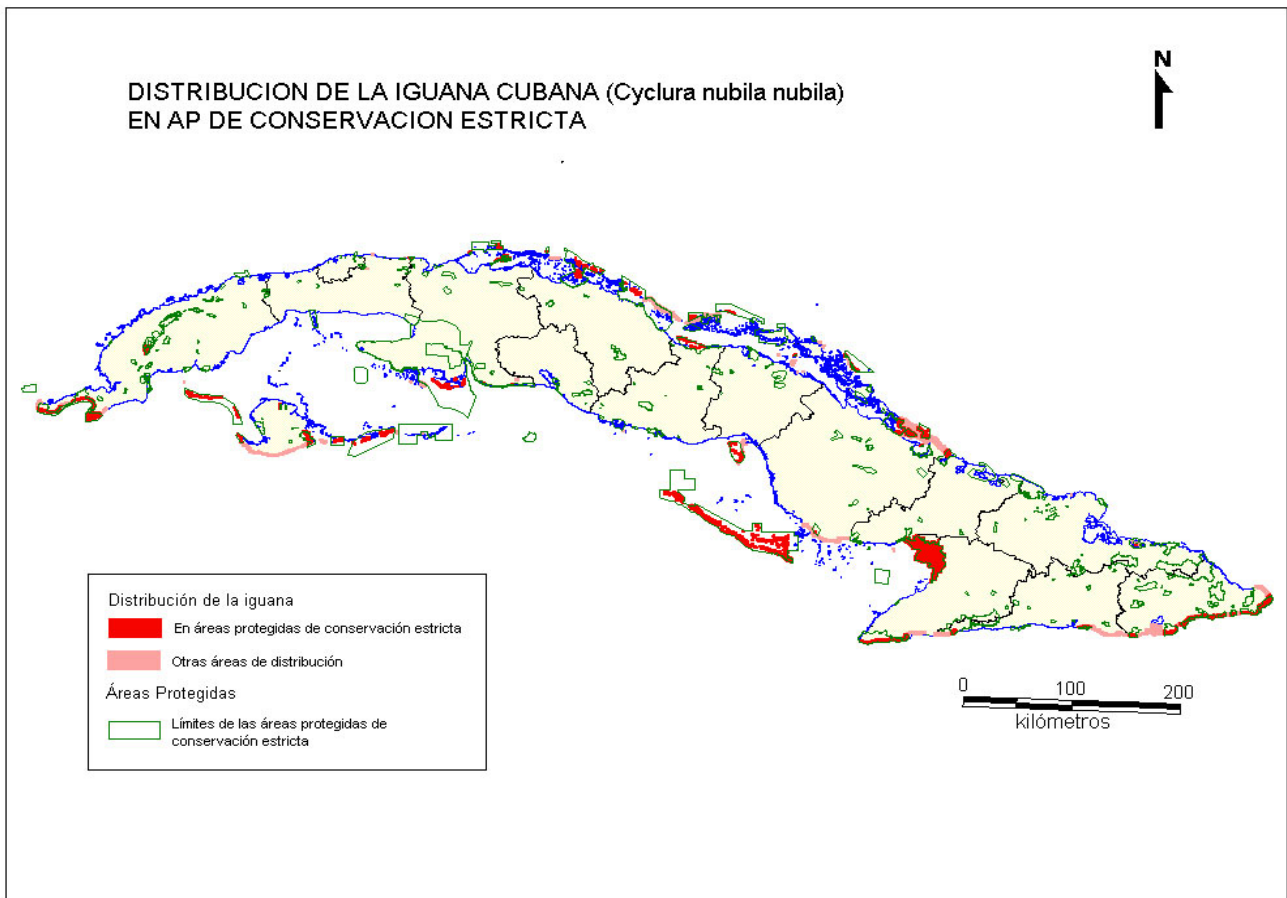 DISTRIBUCION DE LA IGUANA CUBANA (Cyclura nubila nubila)
EN AP DE CONSERVACION ESTRICTA
N
Distribución de la iguana
En áreas protegidas de conservación estricta
Otras áreas de distribución
Áreas Protegidas
Límites de las áreas protegidas de
conservación estricta
0 100 200
kilómetros